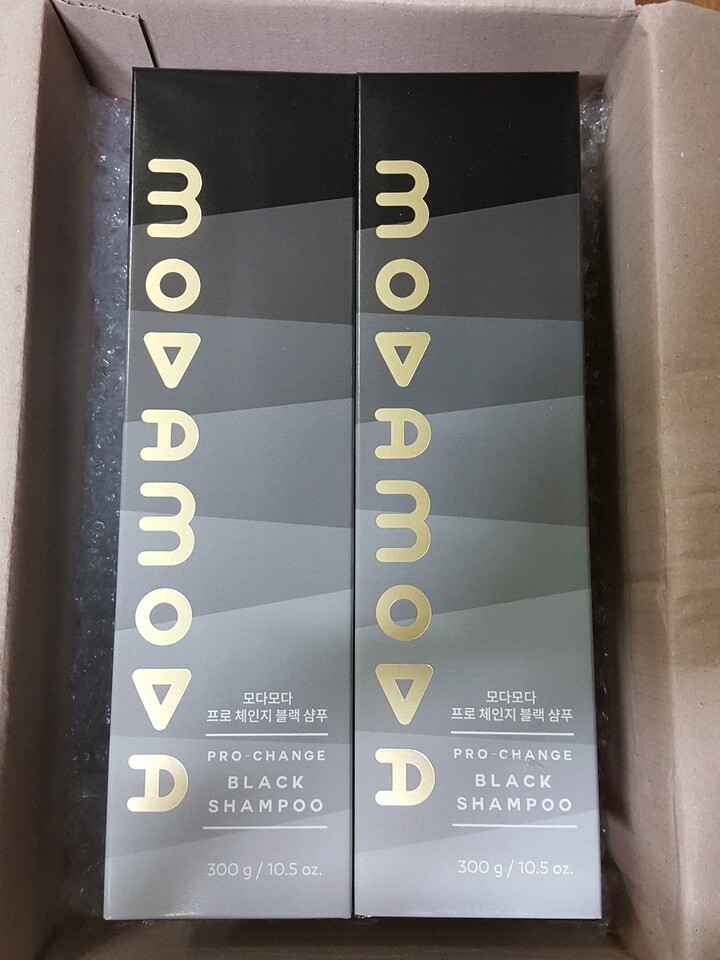 MODAMODA
모다모다
프로 체인지 블랙 샴푸
PRO-CHANGE
BLACK
SHAMPOO
300 g / 10.5 oz.
MODAMODA
모다모다
프로 체인지 블랙 샴푸
PRO-CHANGE
BLACK
SHAMPOO
300 g / 10.5 oz.